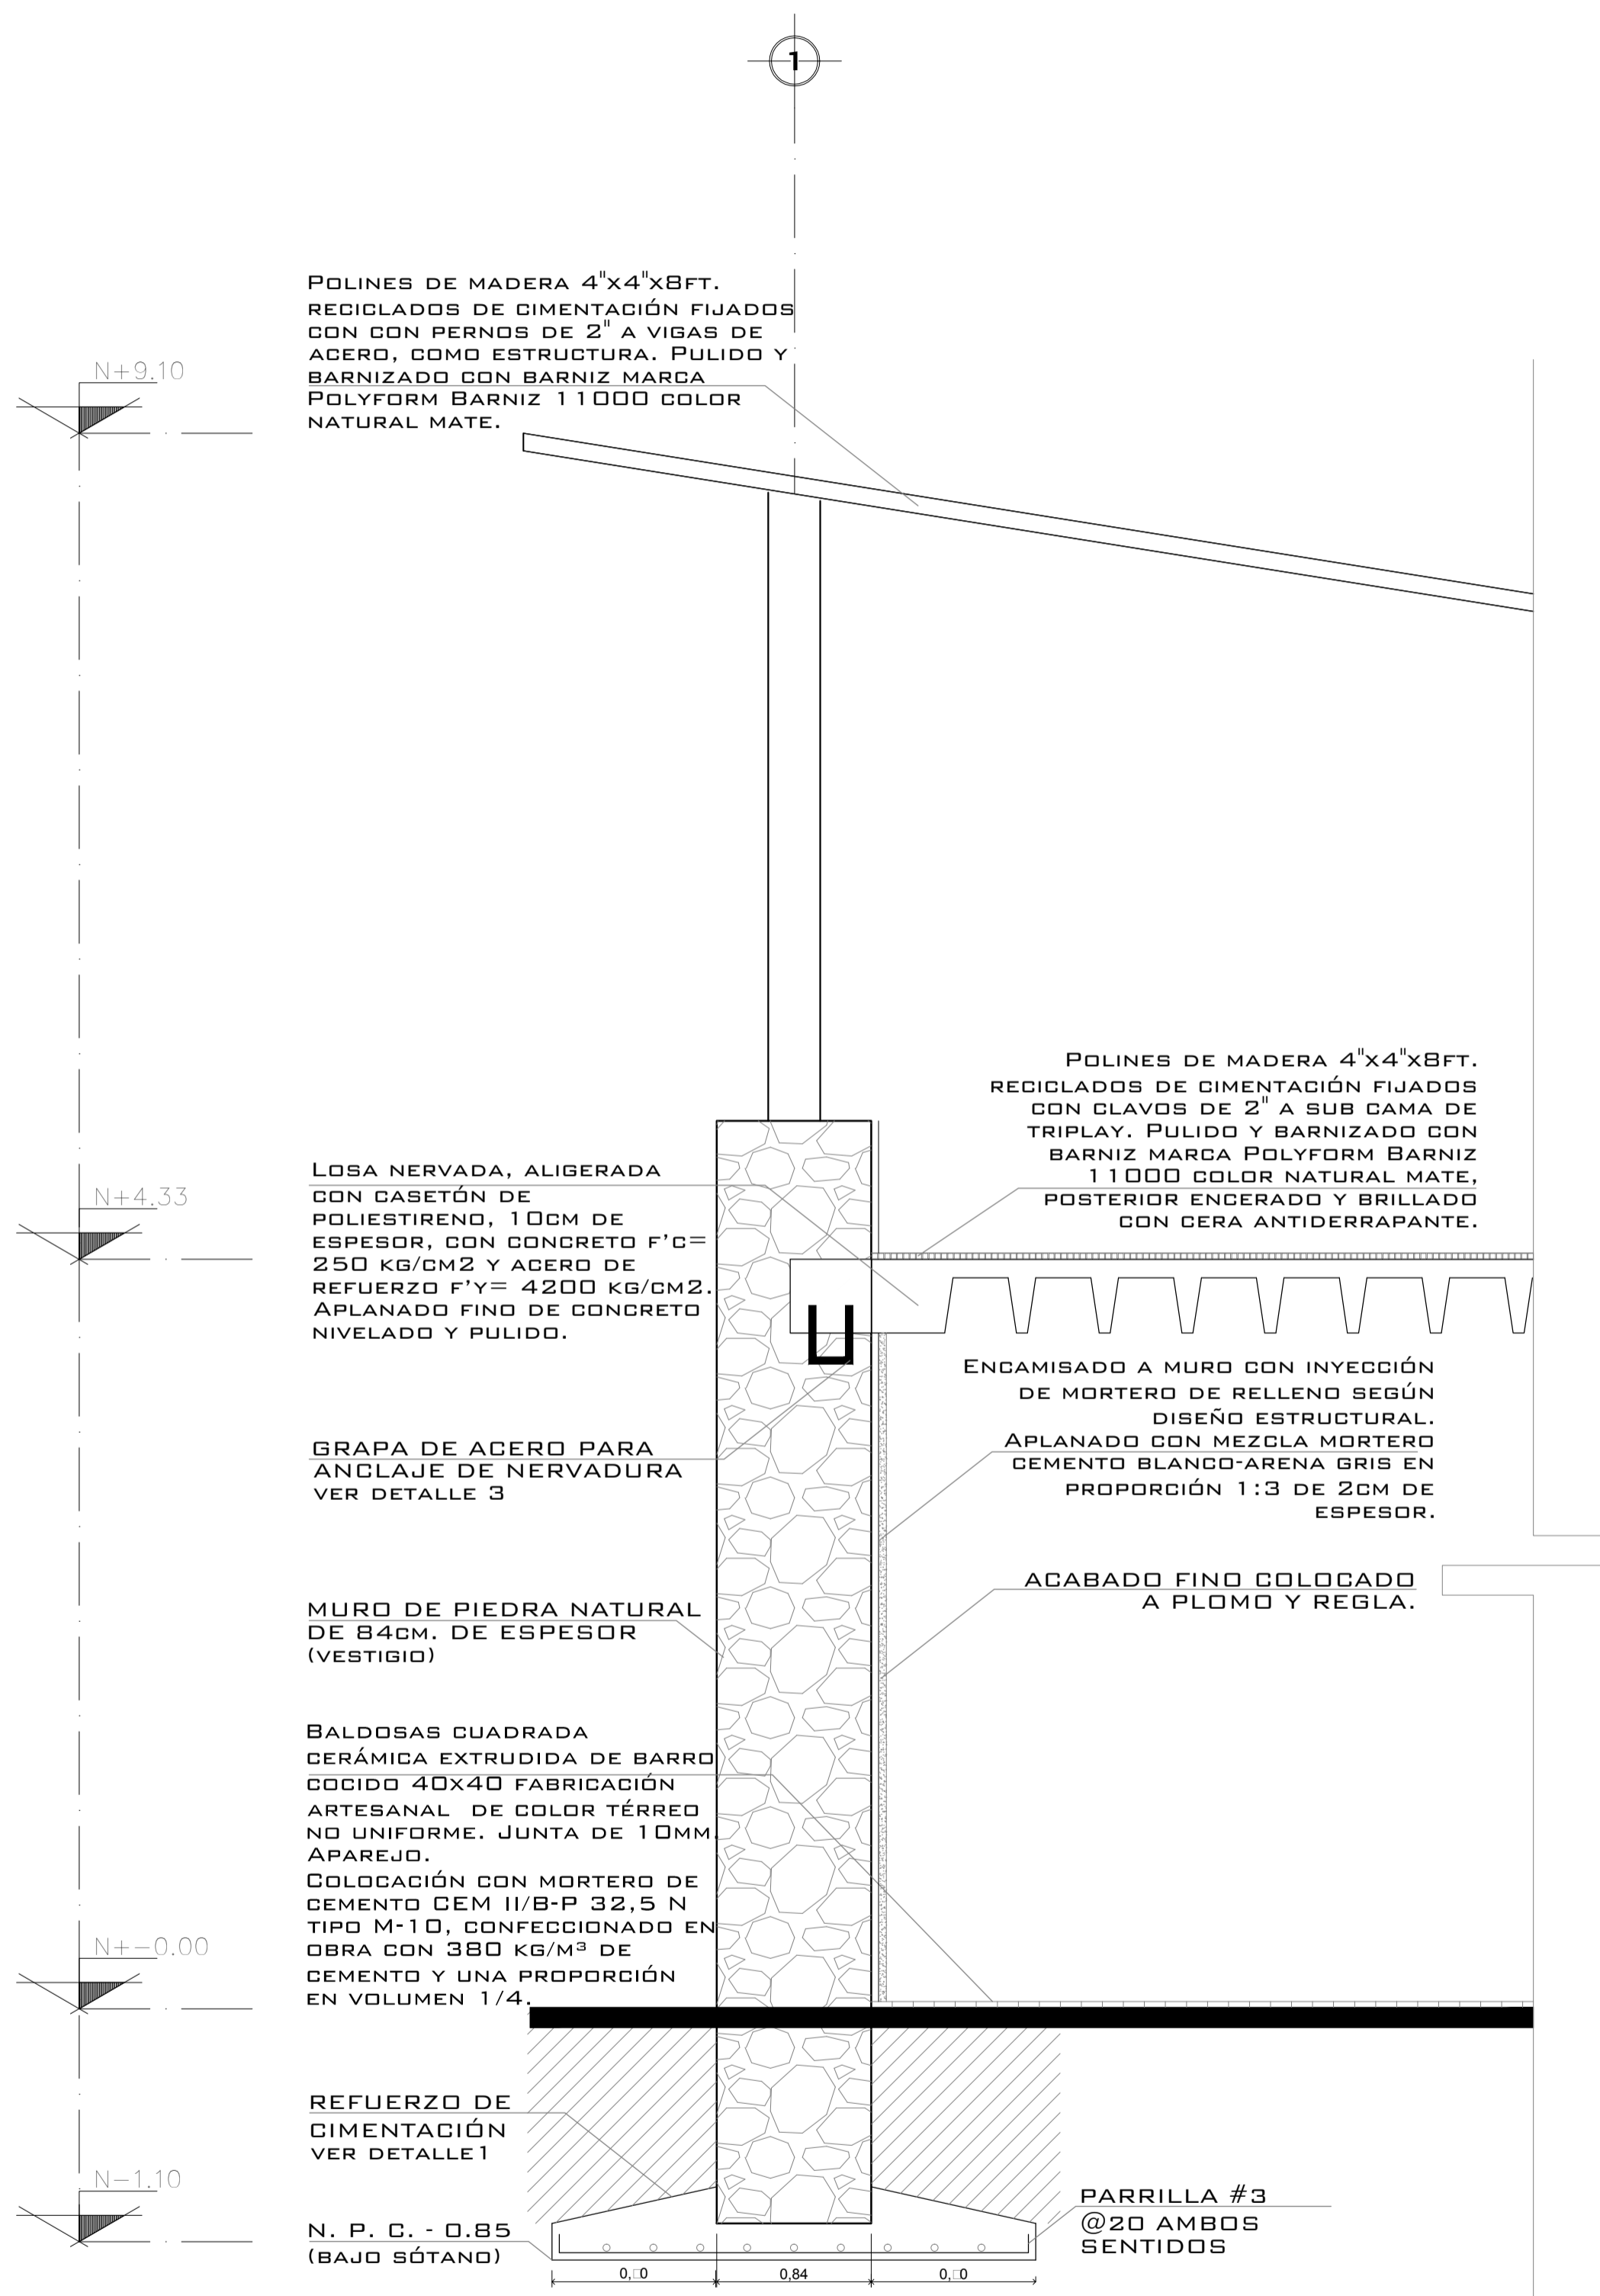 1
POLINES DE MADERA 4"X4"X8FT.
RECICLADOS DE CIMENTACIÓN FIJADOS
CON CON PERNOS DE 2" A VIGAS DE
ACERO, COMO ESTRUCTURA. PULIDO Y
BARNIZADO CON BARNIZ MARCA
POLYFORM BARNIZ 11000 COLOR
NATURAL MATE.
N+9.10
POLINES DE MADERA 4"X4"X8FT.
RECICLADOS DE CIMENTACIÓN FIJADOS
CON CLAVOS DE 2" A SUB CAMA DE
TRIPLAY. PULIDO Y BARNIZADO CON
BARNIZ MARCA POLYFORM BARNIZ
11000 COLOR NATURAL MATE,
POSTERIOR ENCERADO Y BRILLADO
CON CERA ANTIDERRAPANTE.
LOSA NERVADA, ALIGERADA
CON CASETÓN DE
POLIESTIRENO, 10CM DE
ESPESOR, CON CONCRETO F'C=
250 KG/CM2 Y ACERO DE
REFUERZO F'Y= 4200 KG/CM2.
APLANADO FINO DE CONCRETO
NIVELADO Y PULIDO.
N+4.33
ENCAMISADO A MURO CON INYECCIÓN
DE MORTERO DE RELLENO SEGÚN
DISEÑO ESTRUCTURAL.
APLANADO CON MEZCLA MORTERO
CEMENTO BLANCO-ARENA GRIS EN
PROPORCIÓN 1:3 DE 2CM DE
ESPESOR.
GRAPA DE ACERO PARA
ANCLAJE DE NERVADURA
VER DETALLE 3
ACABADO FINO COLOCADO
A PLOMO Y REGLA.
MURO DE PIEDRA NATURAL
DE 84CM. DE ESPESOR
(VESTIGIO)
BALDOSAS CUADRADA
CERÁMICA EXTRUDIDA DE BARRO
COCIDO 40X40 FABRICACIÓN
ARTESANAL DE COLOR TÉRREO
NO UNIFORME. JUNTA DE 10MM.
APAREJO.
COLOCACIÓN CON MORTERO DE
CEMENTO CEM II/B-P 32,5 N
TIPO M-10, CONFECCIONADO EN
OBRA CON 380 KG/M³ DE
CEMENTO Y UNA PROPORCIÓN
EN VOLUMEN 1/4.
N+-0.00
REFUERZO DE
CIMENTACIÓN
VER DETALLE1
N-1.10
N. P. C. - 0.85
(BAJO SÓTANO)
PARRILLA #3
@20 AMBOS
SENTIDOS
0,84